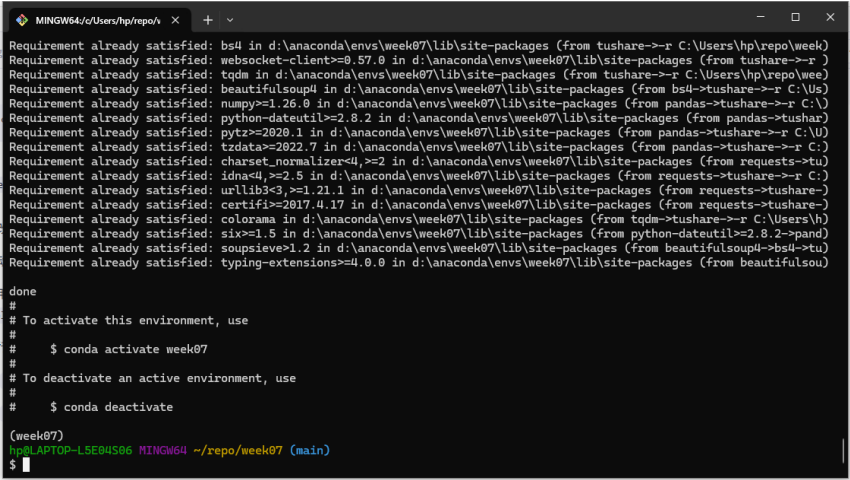 MINGW64:/c/Users/hp/repo/w
Requirement already satisfied: bs4 in d:\anaconda\envs\week07\lib\site-packages (from tushare->-r C:\Users\hp\repo\week)
Requirement already satisfied: websocket-client>=0.57.0 in d:\anaconda\envs\week07\lib\site-packages (from tushare->-r )
Requirement already satisfied: tqdm in d:\anaconda\envs\week07\lib\site-packages (from tushare->-r C:\Users\hp\repo\wee)
Requirement already satisfied: beautifulsoup4 in d:\anaconda\envs\week07\lib\site-packages (from bs4->tushare->-r C:\Us)
Requirement already satisfied: numpy>=1.26.0 in d:\anaconda\envs\week07\lib\site-packages (from pandas->tushare->-r C:\)
Requirement already satisfied: python-dateutil>=2.8.2 in d:\anaconda\envs\week07\lib\site-packages (from pandas->tushar)
Requirement already satisfied: pytz>=2020.1 in d:\anaconda\envs\week07\lib\site-packages (from pandas->tushare->-r C:\U)
Requirement already satisfied: tzdata>=2022.7 in d:\anaconda\envs\week07\lib\site-packages (from pandas->tushare->-r C:)
Requirement already satisfied: charset_normalizer<4,>=2 in d:\anaconda\envs\week07\lib\site-packages (from requests->tu)
Requirement already satisfied: idna<4,>=2.5 in d:\anaconda\envs\week07\lib\site-packages (from requests->tushare->-r C:)
Requirement already satisfied: urllib3<3,>=1.21.1 in d:\anaconda\envs\week07\lib\site-packages (from requests->tushare-)
Requirement already satisfied: certifi>=2017.4.17 in d:\anaconda\envs\week07\lib\site-packages (from requests->tushare-)
Requirement already satisfied: colorama in d:\anaconda\envs\week07\lib\site-packages (from tqdm->tushare->-r C:\Users\h)
Requirement already satisfied: six>=1.5 in d:\anaconda\envs\week07\lib\site-packages (from python-dateutil>=2.8.2->pand)
Requirement already satisfied: soupsieve>1.2 in d:\anaconda\envs\week07\lib\site-packages (from beautifulsoup4->bs4->tu)
Requirement already satisfied: typing-extensions>=4.0.0 in d:\anaconda\envs\week07\lib\site-packages (from beautifulsou)
done
#
# To activate this environment, use
#
#     $ conda activate week07
#
# To deactivate an active environment, use
#
#     $ conda deactivate
(week07)
hp@LAPTOP-L5E04S06 MINGW64 ~/repo/week07 (main)
$